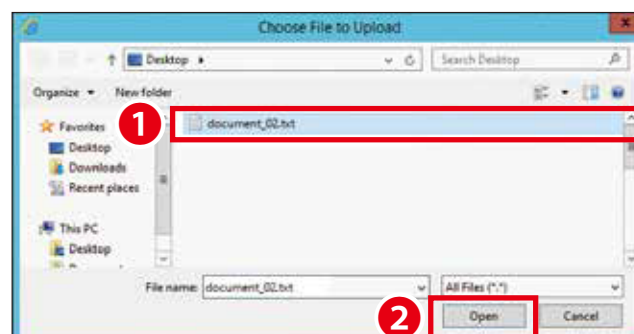 Choose File to Upload
Desktop
Search Desktop
Organize
New folder
1
Favorites
document_02.txt
Desktop
Downloads
Recent places
This PC
Desktop
File name: document_02.txt
All Files (*.*)
2
Open
Cancel